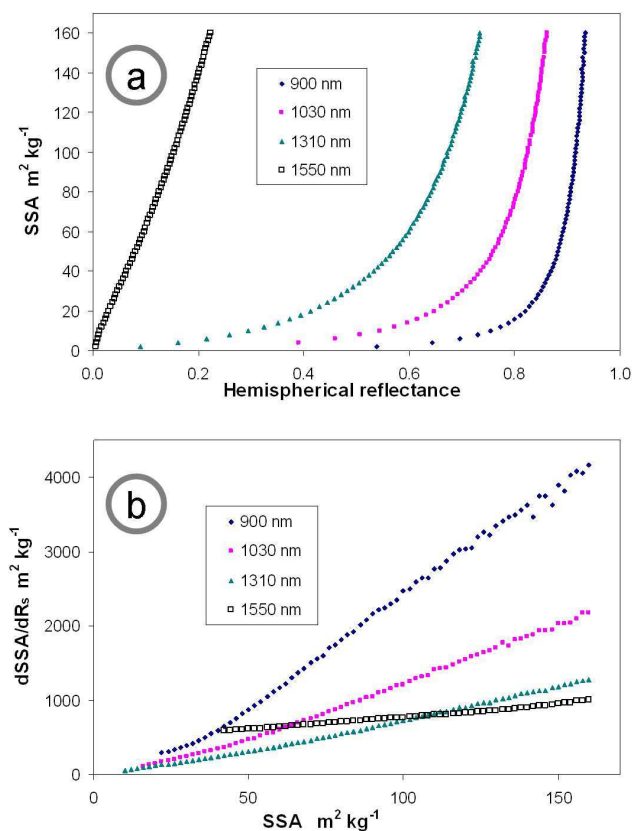 160
140
120
100
80
60
40
20
0
SSA m² kg⁻¹
a
900 nm
1030 nm
1310 nm
1550 nm
0.0 0.2 0.4 0.6 0.8 1.0
Hemispherical reflectance
4000
3000
2000
1000
0
dSSA/dRₛ m² kg⁻¹
b
900 nm
1030 nm
1310 nm
1550 nm
0 50 100 150
SSA m² kg⁻¹